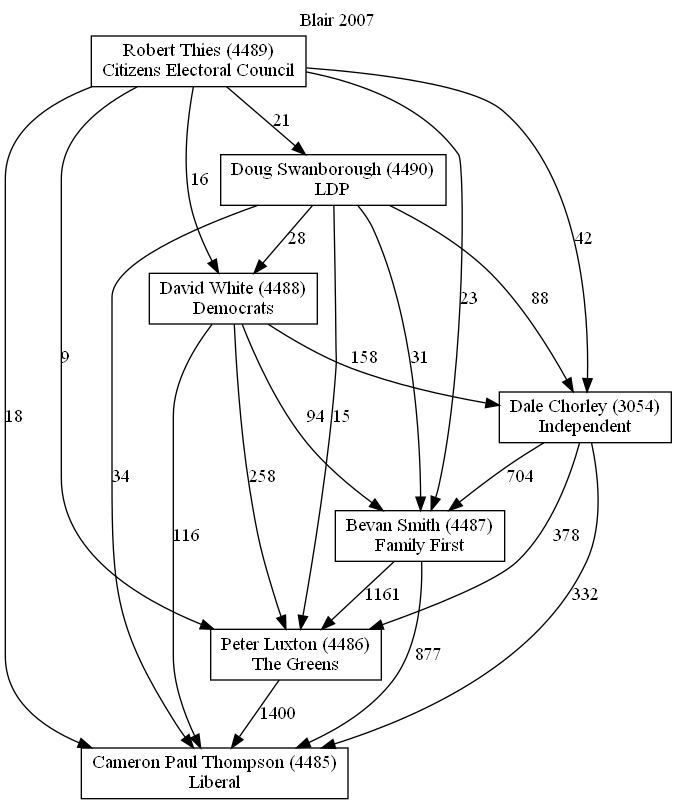 Blair 2007
Robert Thies (4489)
Citizens Electoral Council
21
Doug Swanborough (4490)
LDP
16
28
42
David White (4488)
Democrats
23
88
9
158
31
Dale Chorley (3054)
Independent
18
94
15
34
258
704
Bevan Smith (4487)
Family First
116
378
1161
332
Peter Luxton (4486)
The Greens
877
1400
Cameron Paul Thompson (4485)
Liberal